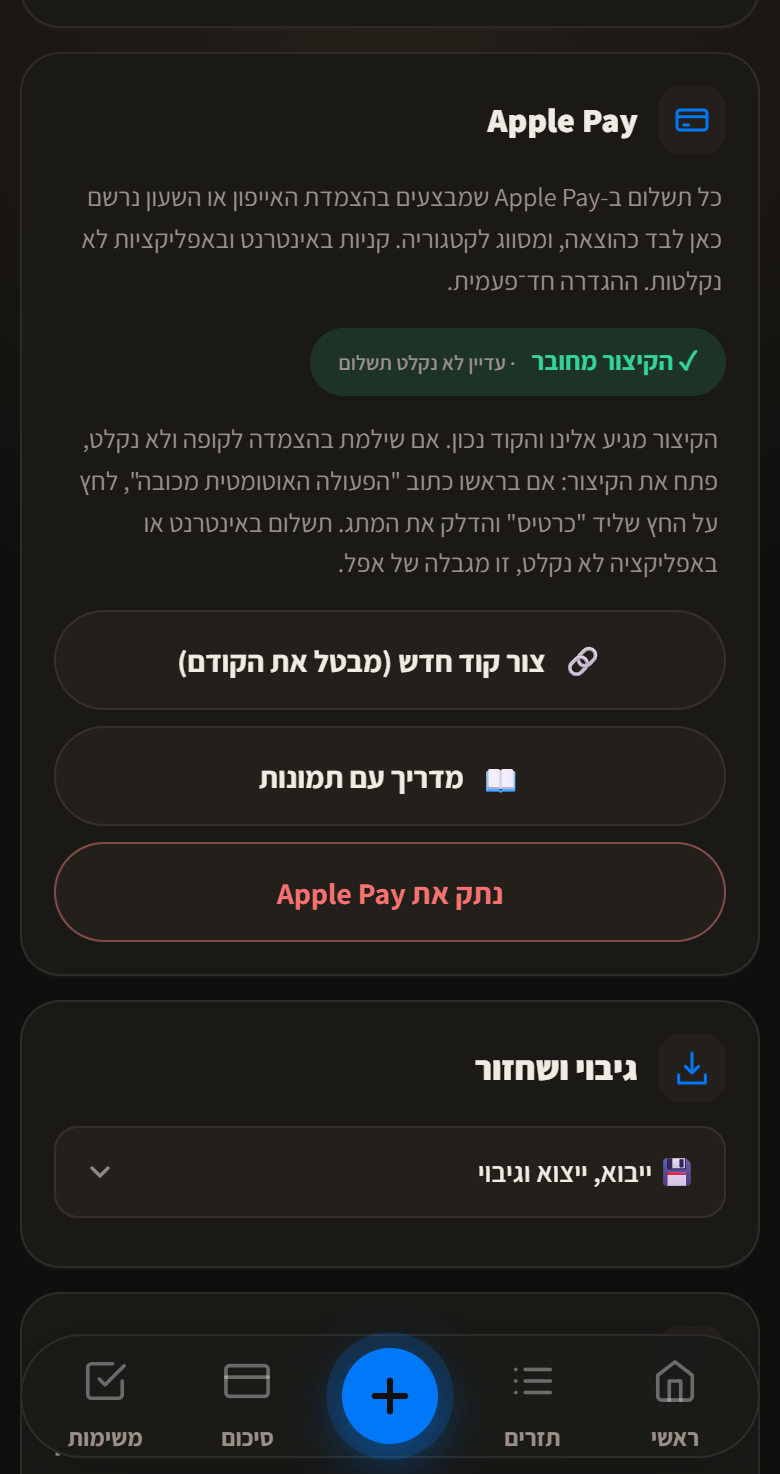 Apple Pay
כל תשלום ב-Apple Pay שמבצעים בהצמדת האייפון או השעון נרשם
כאן לבד כהוצאה, ומסווג לקטגוריה. קניות באינטרנט ובאפליקציות לא
נקלטות. ההגדרה חד־פעמית.
✓ הקיצור מחובר · עדיין לא נקלט תשלום
הקיצור מגיע אלינו והקוד נכון. אם שילמת בהצמדה לקופה ולא נקלט,
פתח את הקיצור: אם בראשו כתוב "הפעולה האוטומטית מכובה", לחץ
על החץ שליד "כרטיס" והדלק את המתג. תשלום באינטרנט או
באפליקציה לא נקלט, זו מגבלה של אפל.
צור קוד חדש (מבטל את הקודם)
מדריך עם תמונות
נתק את Apple Pay
גיבוי ושחזור
ייבוא, ייצוא וגיבוי
ראשי
תזרים
סיכום
משימות